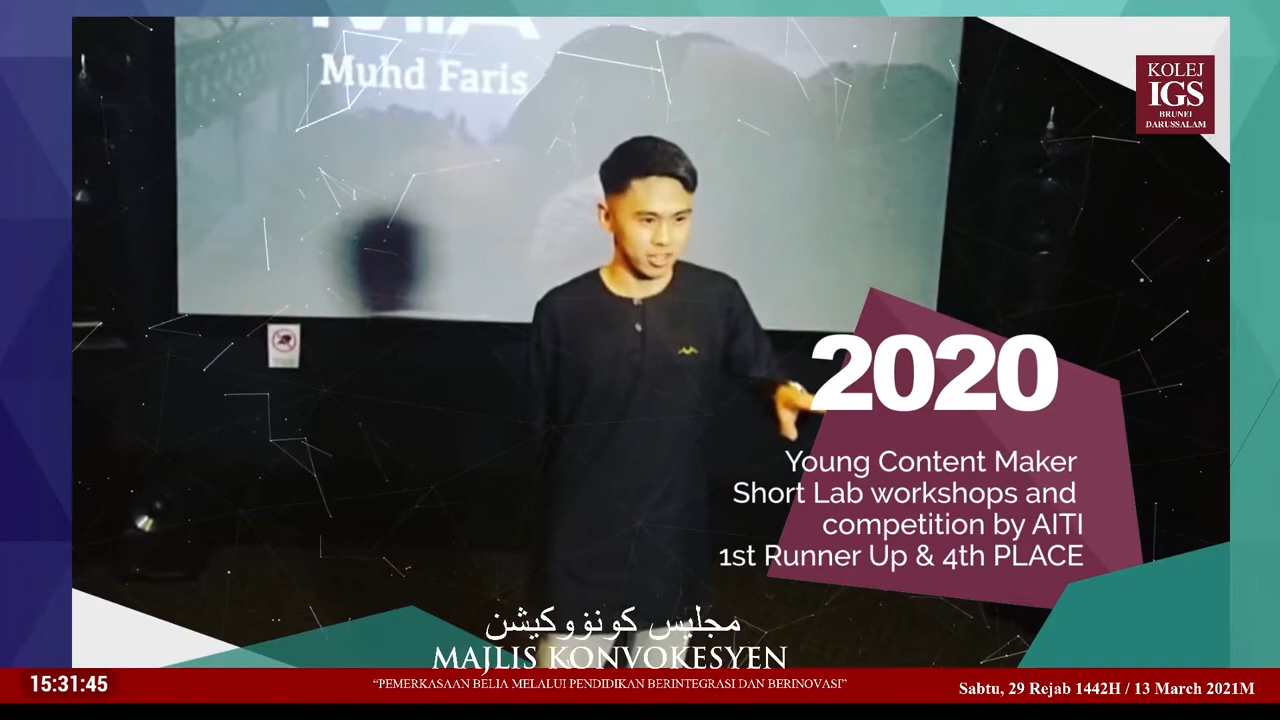 Muhd Faris
KOLEJ
IGS
BRUNEI
DARUSSALAM
2020
Young Content Maker
Short Lab workshops and
competition by AITI
1st Runner Up & 4th PLACE
مجليس كونۏوكيشن
MAJLIS KONVOKESYEN
“PEMERKASAAN BELIA MELALUI PENDIDIKAN BERINTEGRASI DAN BERINOVASI”
15:31:45
Sabtu, 29 Rejab 1442H / 13 March 2021M